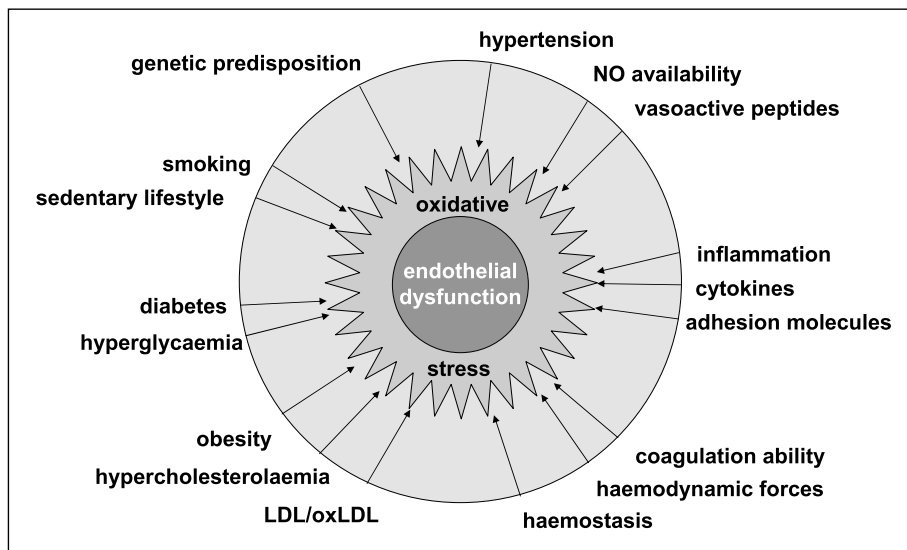 hypertension
genetic predisposition
NO availability
vasoactive peptides
smoking
sedentary lifestyle
oxidative
inflammation
endothelial
cytokines
dysfunction
diabetes
adhesion molecules
hyperglycaemia
stress
obesity
coagulation ability
hypercholesterolaemia
haemodynamic forces
LDL/oxLDL
haemostasis